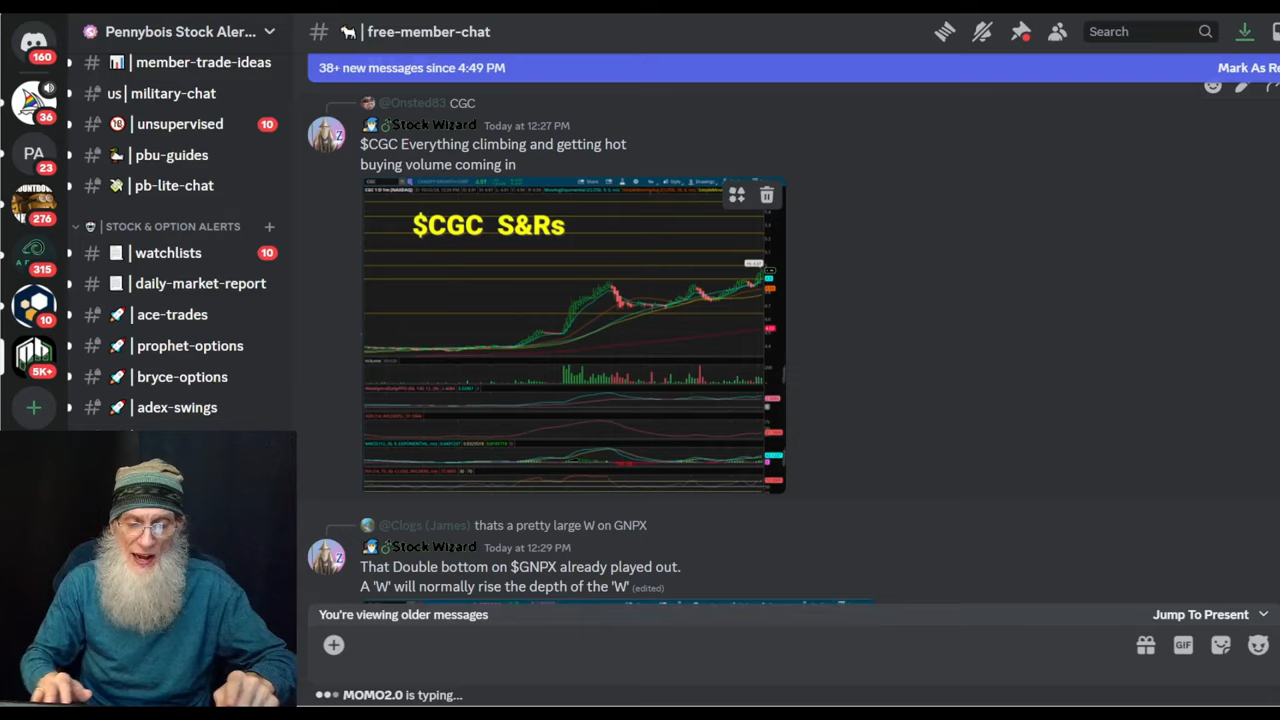 Pennybois Stock Aler...
free-member-chat
Search
160
38+ new messages since 4:49 PM
Mark As Re
member-trade-ideas
us | military-chat
36
unsupervised
10
PA
23
pbu-guides
pb-lte-chat
276
STOCK & OPTION ALERTS
watchlists
10
315
daily-market-report
ace-trades
10
prophet-options
5K+
bryce-options
adex-swings
@Onsted83 CGC
Stock Wizard Today at 12:27 PM
$CGC Everything climbing and getting hot
buying volume coming in
$CGC S&Rs
@Clogs (James) thats a pretty large W on GNPX
Stock Wizard Today at 12:29 PM
That Double bottom on $GNPX already played out.
A 'W' will normally rise the depth of the 'W' (edited)
You're viewing older messages
Jump To Present
GIF
MOMO2.0 is typing...